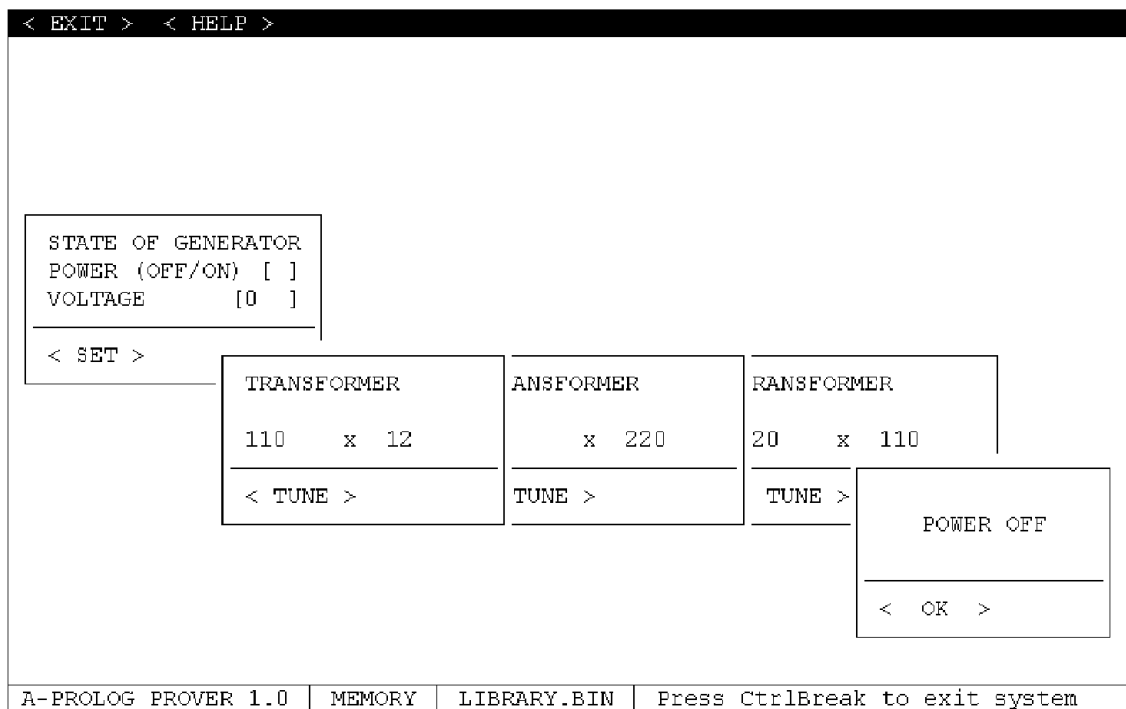 < EXIT > < HELP >
STATE OF GENERATOR
POWER (OFF/ON) [ ]
VOLTAGE [0 ]
< SET >
TRANSFORMER ANSFORMER RANSFORMER
110 x 12 x 220 20 x 110
< TUNE > TUNE > TUNE >
POWER OFF
< OK >
A-PROLOG PROVER 1.0 MEMORY LIBRARY.BIN Press CtrlBreak to exit system